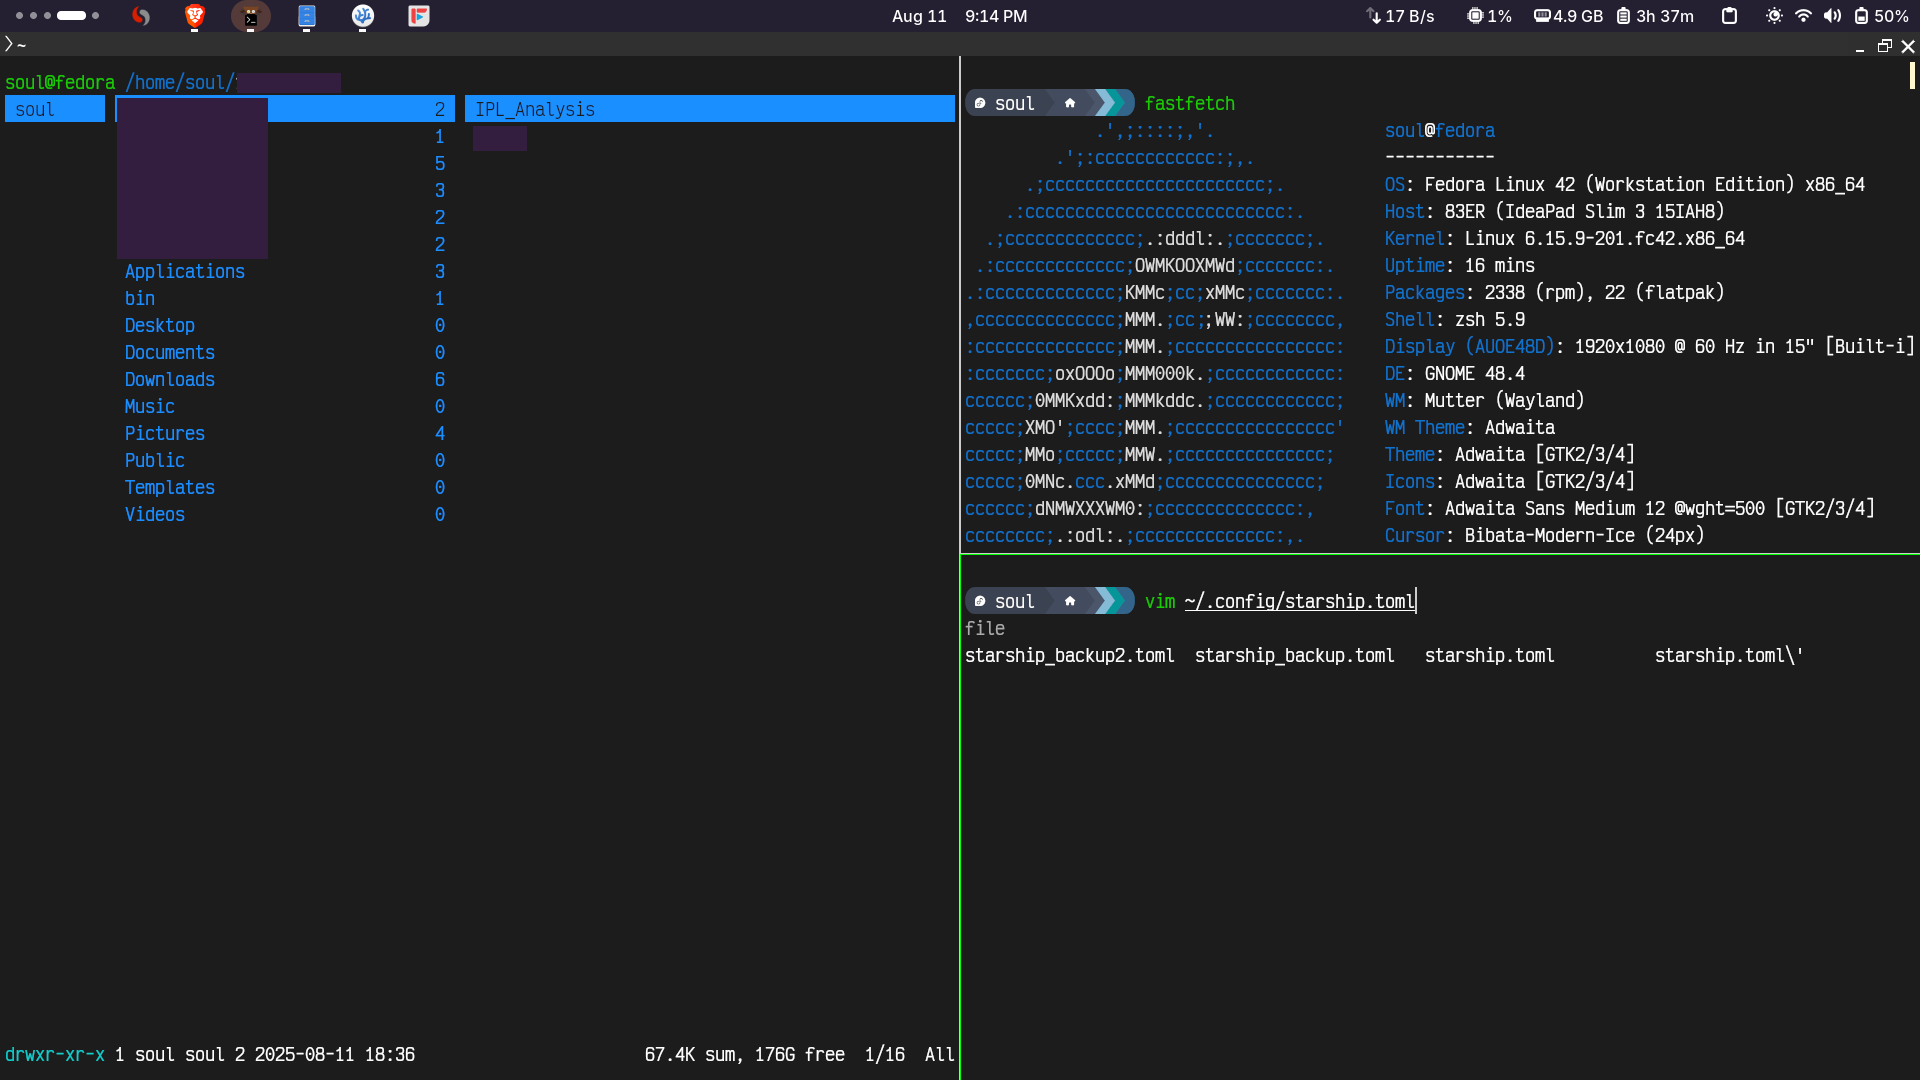 Aug 11 9:14 PM
17 B/s 1% 4.9 GB 3h 37m 50%
~
soul@fedora /home/soul/
soul 2 IPL_Analysis
1
5
3
2
2
Applications 3
bin 1
Desktop 0
Documents 0
Downloads 6
Music 0
Pictures 4
Public 0
Templates 0
Videos 0
drwxr-xr-x 1 soul soul 2 2025-08-11 18:36 67.4K sum, 176G free 1/16 All
soul fastfetch
.',;::::;,'.
.';:cccccccccccc:;,.
.;cccccccccccccccccccccc;.
.:cccccccccccccccccccccccccc:.
.;ccccccccccccc;.:dddl:.;ccccccc;.
.:ccccccccccccc;OWMKOOXMWd;ccccccc:.
.:ccccccccccccc;KMMc;cc;xMMc;ccccccc:.
,cccccccccccccc;MMM.;cc;;WW:;cccccccc,
:cccccccccccccc;MMM.;cccccccccccccccc:
:ccccccc;oxOOOo;MMM000k.;cccccccccccc:
cccccc;0MMKxdd:;MMMkddc.;cccccccccccc;
ccccc;XMO';cccc;MMM.;cccccccccccccccc'
ccccc;MMo;ccccc;MMW.;ccccccccccccccc;
ccccc;0MNc.ccc.xMMd;ccccccccccccccc;
cccccc;dNMWXXXWM0:;cccccccccccccc:,
cccccccc;.:odl:.;cccccccccccccc:,.
soul@fedora
-----------
OS: Fedora Linux 42 (Workstation Edition) x86_64
Host: 83ER (IdeaPad Slim 3 15IAH8)
Kernel: Linux 6.15.9-201.fc42.x86_64
Uptime: 16 mins
Packages: 2338 (rpm), 22 (flatpak)
Shell: zsh 5.9
Display (AUOE48D): 1920x1080 @ 60 Hz in 15" [Built-i]
DE: GNOME 48.4
WM: Mutter (Wayland)
WM Theme: Adwaita
Theme: Adwaita [GTK2/3/4]
Icons: Adwaita [GTK2/3/4]
Font: Adwaita Sans Medium 12 @wght=500 [GTK2/3/4]
Cursor: Bibata-Modern-Ice (24px)
soul vim ~/.config/starship.toml
file
starship_backup2.toml starship_backup.toml starship.toml starship.toml\'